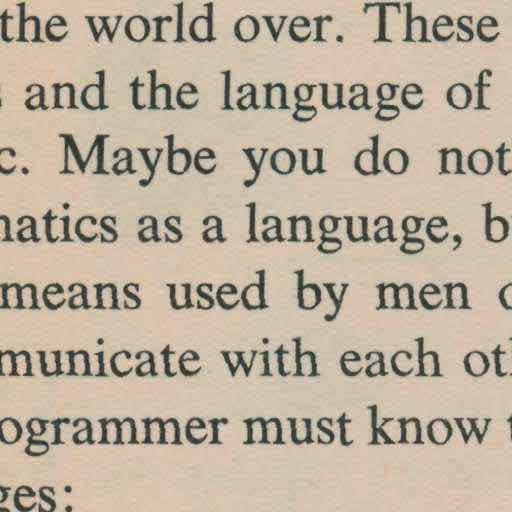 the world over. These
and the language of
c. Maybe you do not
natics as a language, b
means used by men
municate with each ot
ogrammer must know
ges: